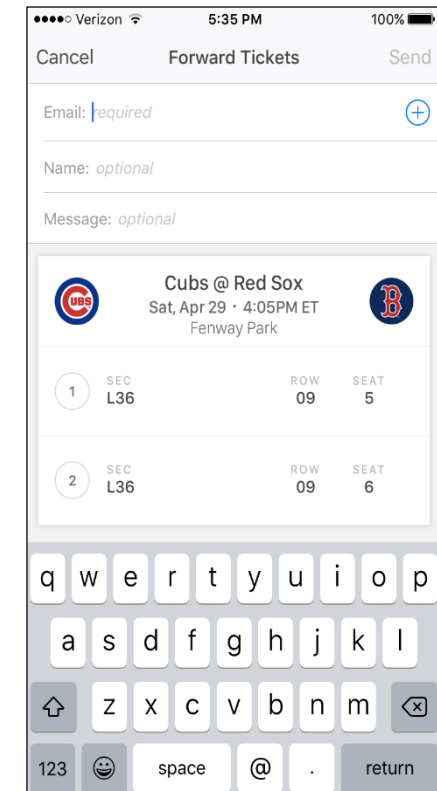 Verizon 5:35 PM 100%
Cancel Forward Tickets Send
Email: required
Name: optional
Message: optional
CUBS Cubs @ Red Sox B
Sat, Apr 29 · 4:05PM ET
Fenway Park
SEC ROW SEAT
1 L36 09 5
SEC ROW SEAT
2 L36 09 6
q w e r t y u i o p
a s d f g h j k l
z x c v b n m
123 space @ . return